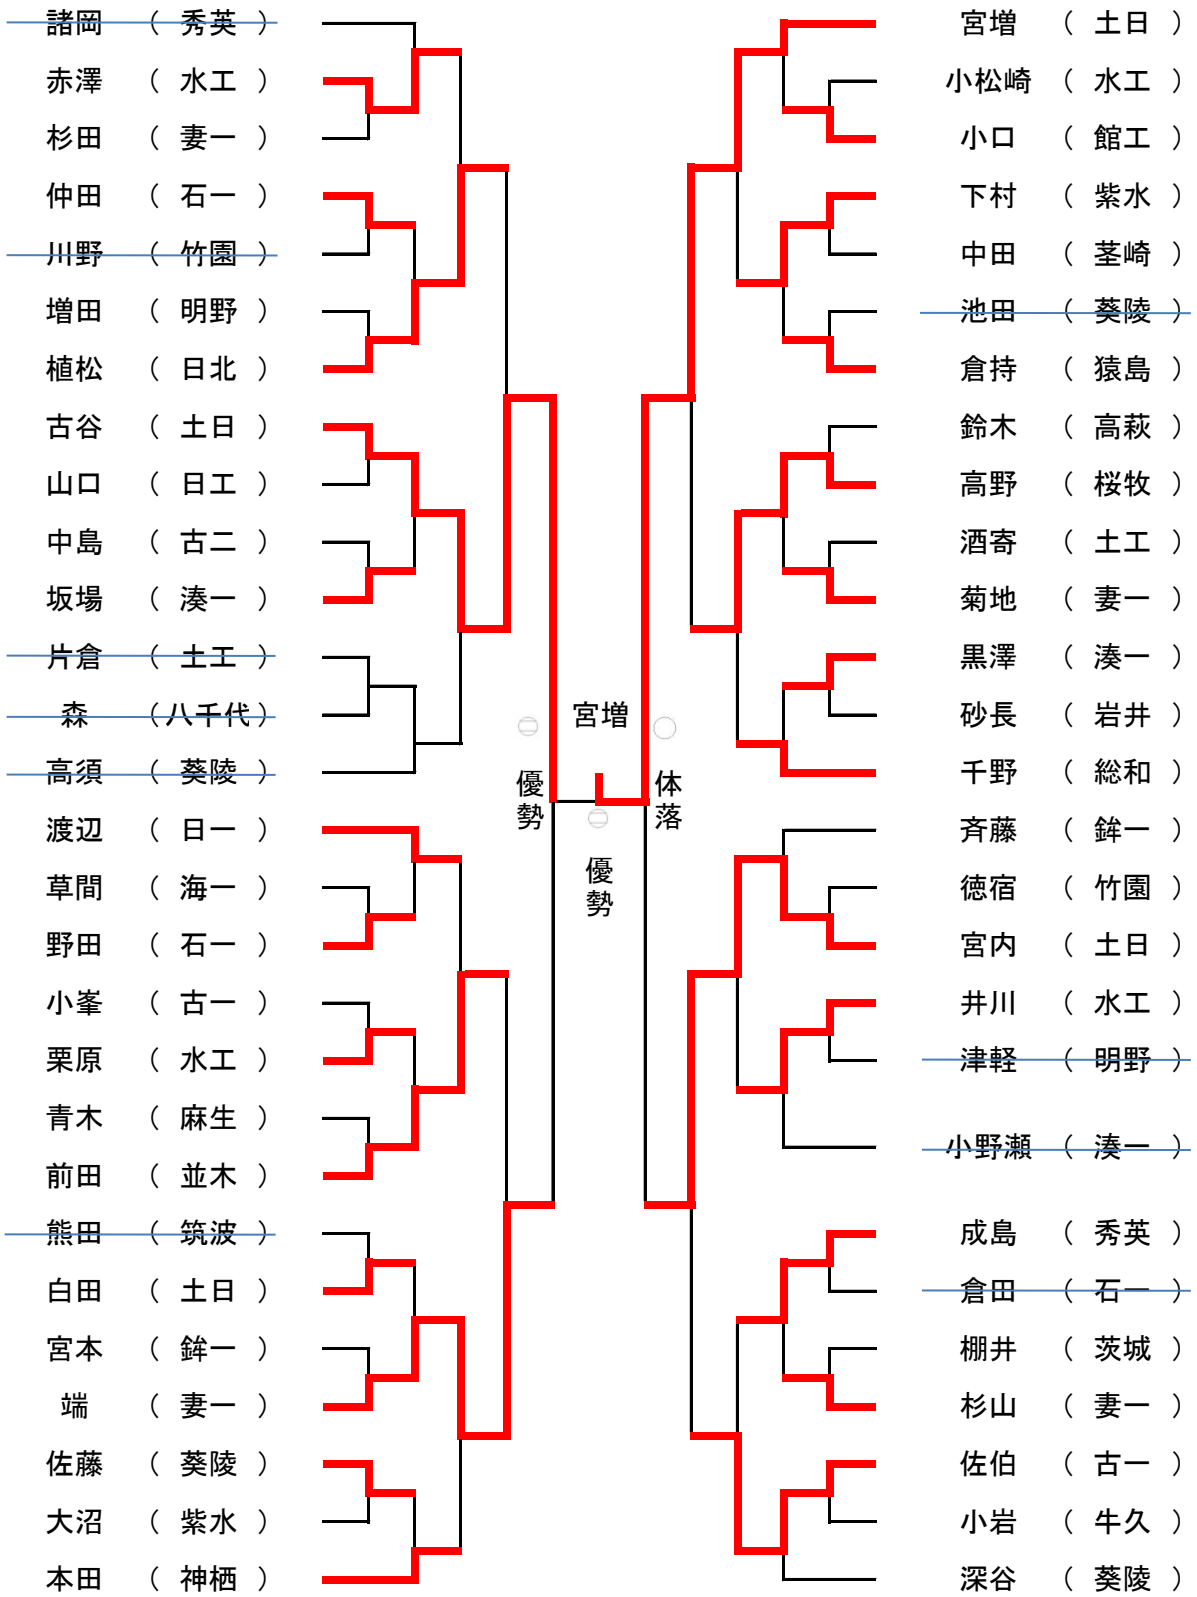 諸岡 （ 秀英 ）
赤澤 （ 水工 ）
杉田 （ 妻一 ）
仲田 （ 石一 ）
川野 （ 竹園 ）
増田 （ 明野 ）
植松 （ 日北 ）
古谷 （ 土日 ）
山口 （ 日工 ）
中島 （ 古二 ）
坂場 （ 湊一 ）
片倉 （ 土工 ）
森 （ 八千代 ）
高須 （ 葵陵 ）
渡辺 （ 日一 ）
草間 （ 海一 ）
野田 （ 石一 ）
小峯 （ 古一 ）
栗原 （ 水工 ）
青木 （ 麻生 ）
前田 （ 並木 ）
熊田 （ 筑波 ）
白田 （ 土日 ）
宮本 （ 鉾一 ）
端 （ 妻一 ）
佐藤 （ 葵陵 ）
大沼 （ 紫水 ）
本田 （ 神栖 ）
宮増
優勢
体落
優勢
宮増 （ 土日 ）
小松崎 （ 水工 ）
小口 （ 館工 ）
下村 （ 紫水 ）
中田 （ 茎崎 ）
池田 （ 葵陵 ）
倉持 （ 猿島 ）
鈴木 （ 高萩 ）
高野 （ 桜牧 ）
酒寄 （ 土工 ）
菊地 （ 妻一 ）
黒澤 （ 湊一 ）
砂長 （ 岩井 ）
千野 （ 総和 ）
斉藤 （ 鉾一 ）
徳宿 （ 竹園 ）
宮内 （ 土日 ）
井川 （ 水工 ）
津軽 （ 明野 ）
小野瀬 （ 湊一 ）
成島 （ 秀英 ）
倉田 （ 石一 ）
棚井 （ 茨城 ）
杉山 （ 妻一 ）
佐伯 （ 古一 ）
小岩 （ 牛久 ）
深谷 （ 葵陵 ）